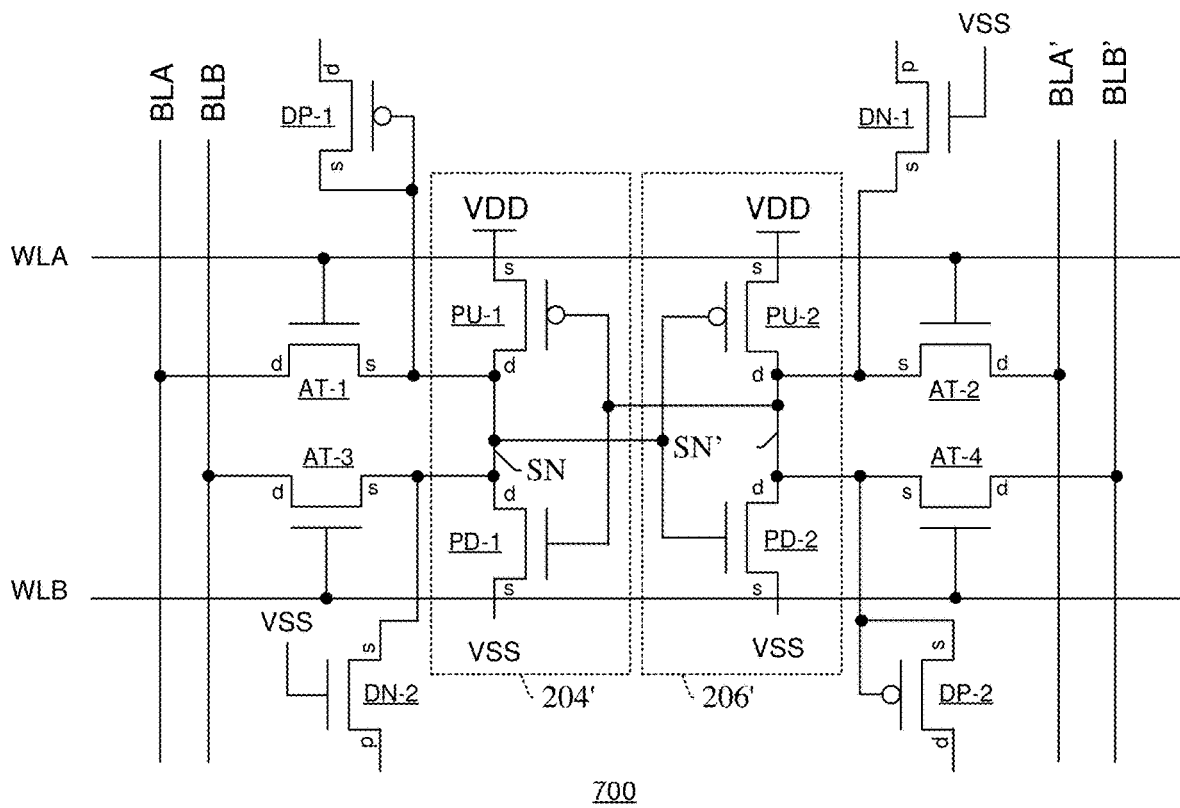 VSS
BLA
BLB
BLA'
BLB'
d
DP-1
s
d
DN-1
s
VDD
VDD
WLA
s
PU-1
d
s
PU-2
d
d
s
AT-1
s
d
AT-2
SN
SN'
AT-3
d
s
AT-4
s
d
d
PD-1
s
d
PD-2
s
WLB
VSS
VSS
VSS
s
DN-2
d
s
DP-2
d
204'
206'
700